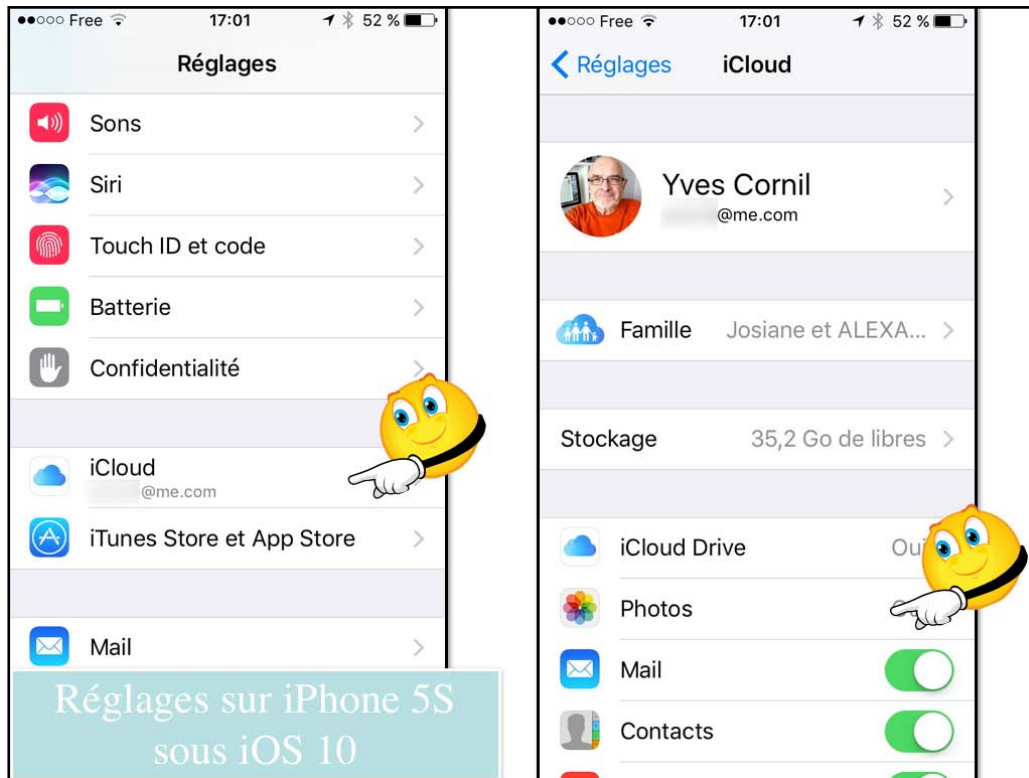 Free 17:01 52 %
Réglages
Sons
Siri
Touch ID et code
Batterie
Confidentialité
iCloud
@me.com
iTunes Store et App Store
Mail
Réglages sur iPhone 5S
sous iOS 10
Free 17:01 52 %
Réglages iCloud
Yves Cornil
@me.com
Famille Josiane et ALEXA...
Stockage 35,2 Go de libres
iCloud Drive Oui
Photos
Mail
Contacts